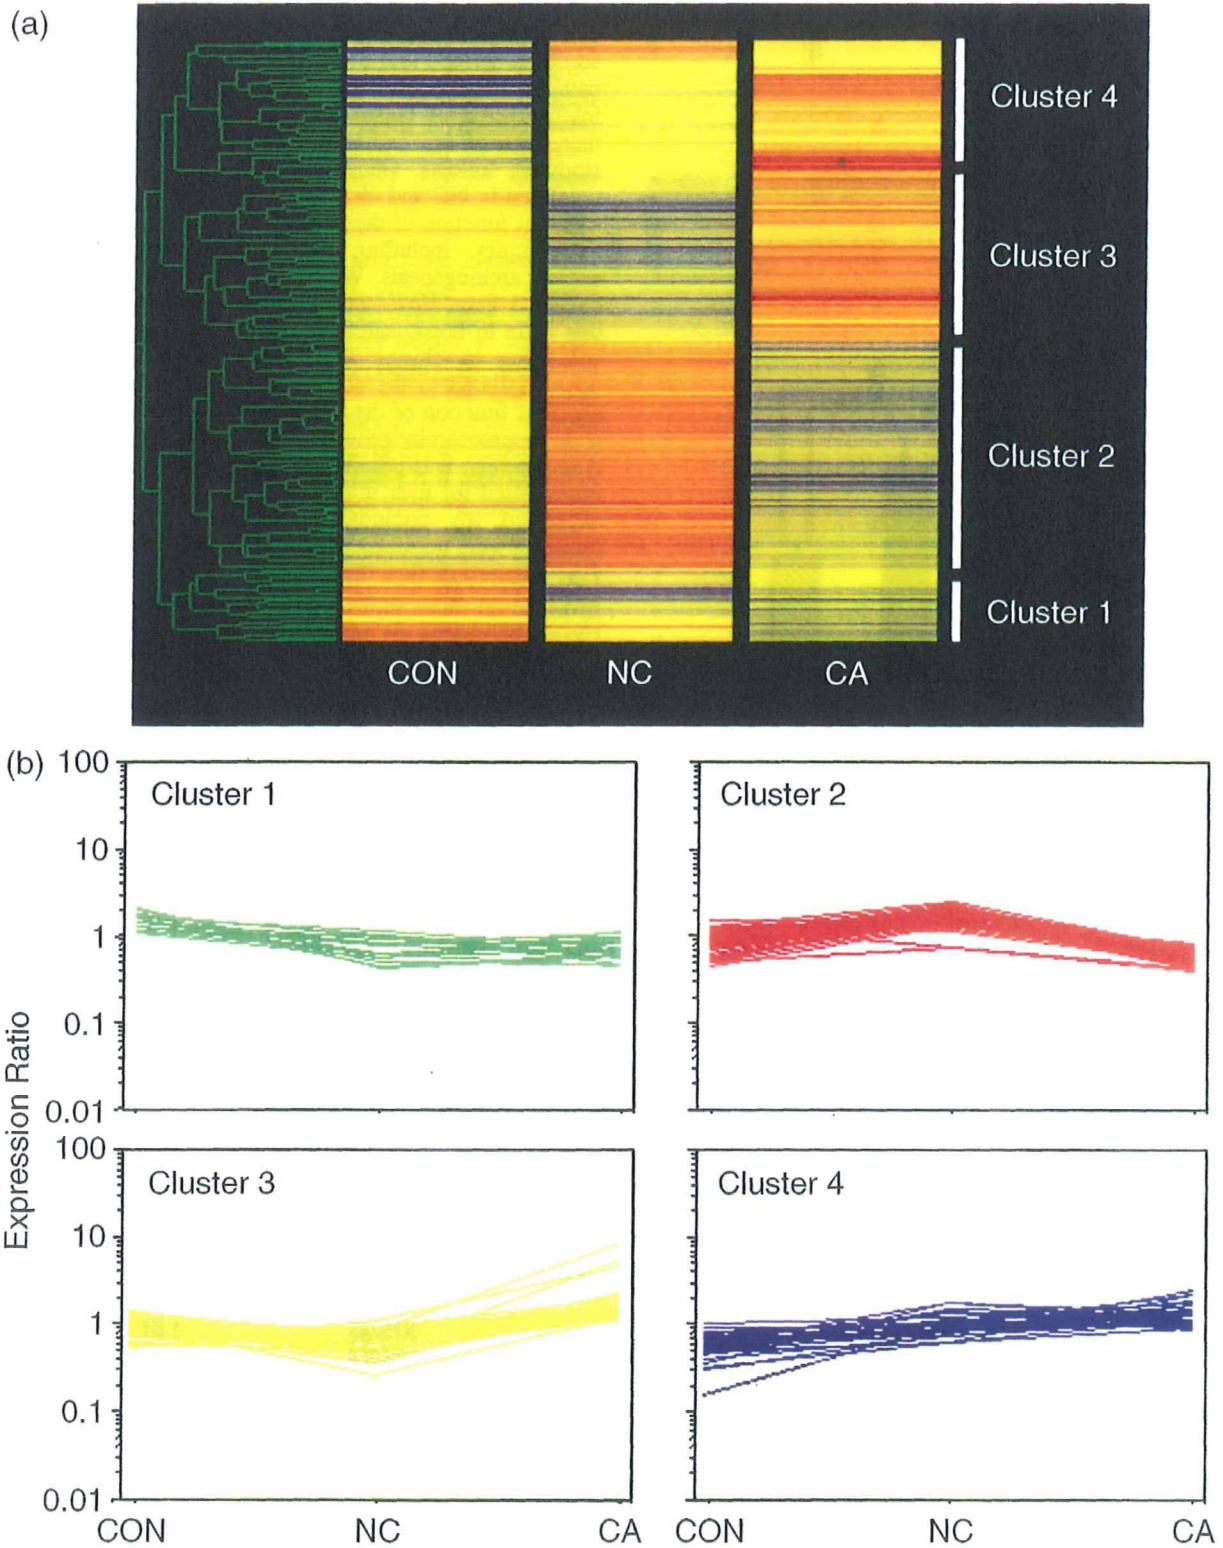 (a)
Cluster 4
Cluster 3
Cluster 2
Cluster 1
CON NC CA
(b)
Expression Ratio
100
10
1
0.1
0.01
Cluster 1
Cluster 2
100
10
1
0.1
0.01
Cluster 3
Cluster 4
CON NC CA
CON NC CA